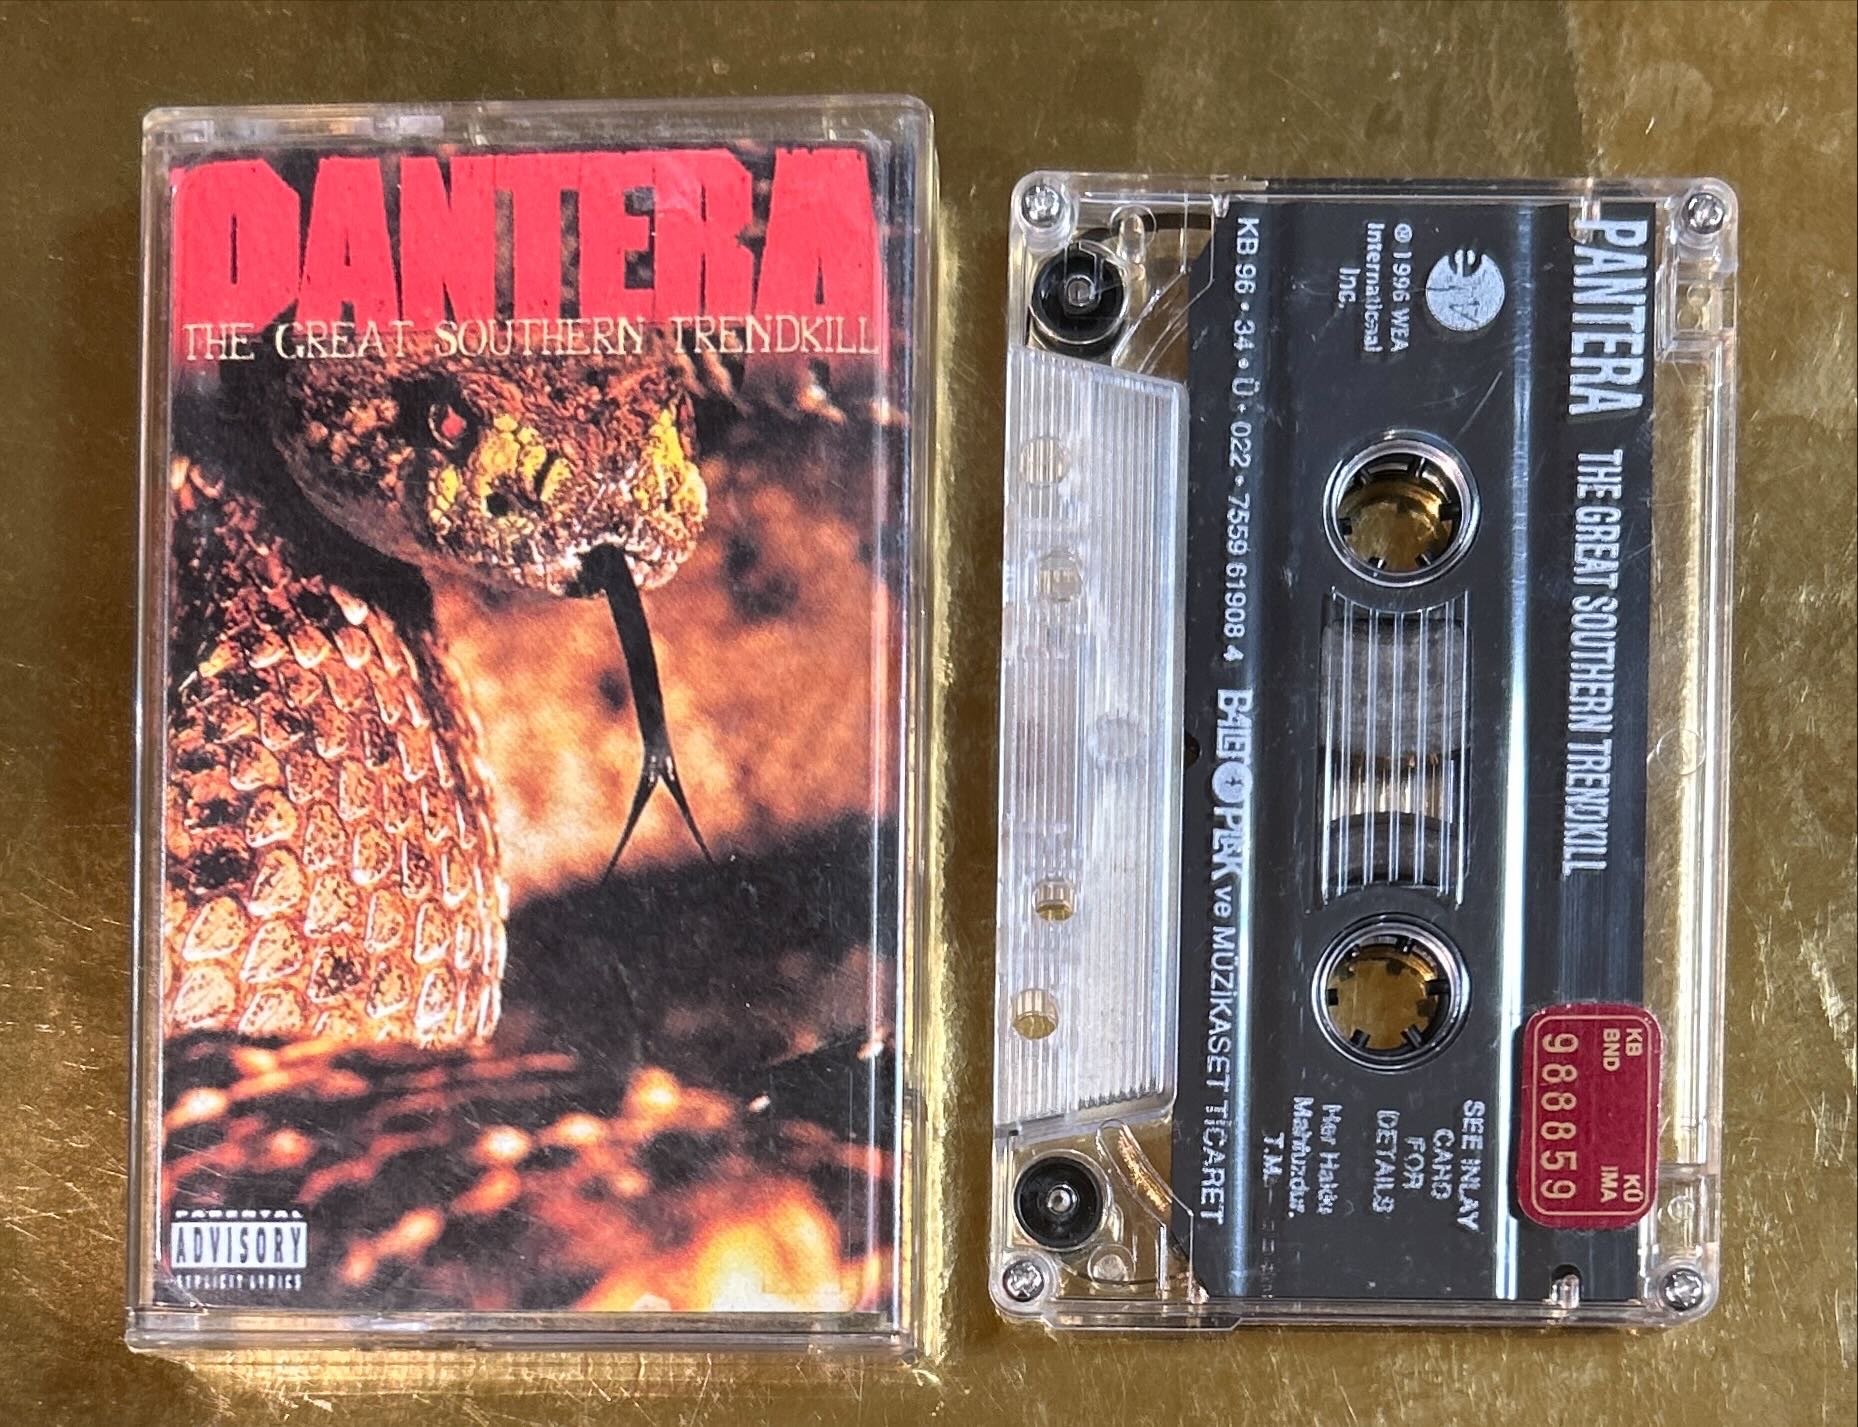 PANTERA
THE GREAT SOUTHERN TRENDKILL
PARENTAL
ADVISORY
EXPLICIT LYRICS
PANTERA THE GREAT SOUTHERN TRENDKILL
ew
℗ 1996 WEA
International
Inc.
KB 96 • 34 • Ü • 022 • 7559 61908 4 BALET PLAK ve MÜZİKASET TİCARET
SEE INLAY
CARD
FOR
DETAILS
Her Hakkı
Mahfuzdur.
T.M.
KB KÜ
BND IMA
988859